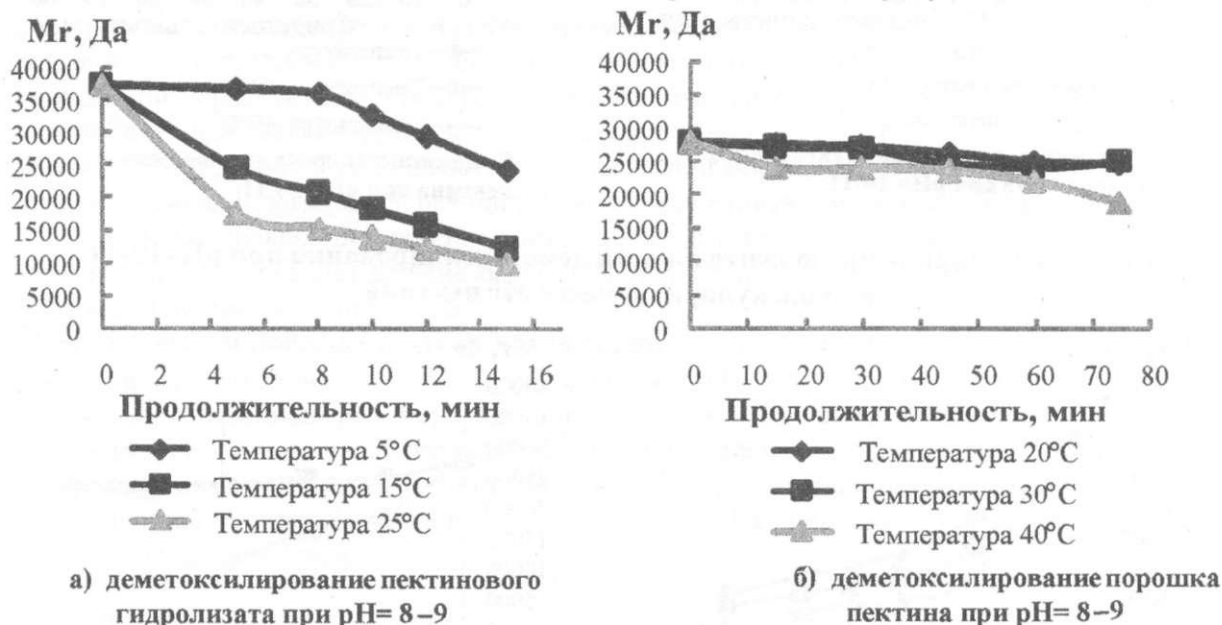 Mr, Да
40000
35000
30000
25000
20000
15000
10000
5000
0
0 2 4 6 8 10 12 14 16
Продолжительность, мин
Температура 5°C
Температура 15°C
Температура 25°C
а) деметоксилирование пектинового
гидролизата при pH= 8–9
Mr, Да
40000
35000
30000
25000
20000
15000
10000
5000
0
0 10 20 30 40 50 60 70 80
Продолжительность, мин
Температура 20°C
Температура 30°C
Температура 40°C
б) деметоксилирование порошка
пектина при pH= 8–9